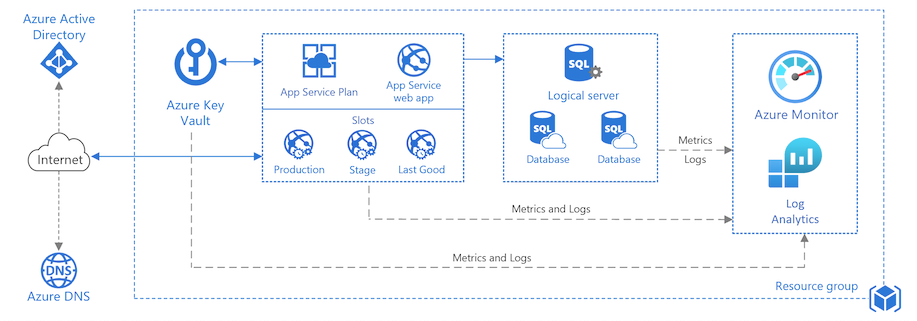 Azure Active
Directory
Internet
DNS
Azure DNS
Azure Key
Vault
App Service Plan
App Service
web app
Slots
Production
Stage
Last Good
SQL
Logical server
SQL
Database
SQL
Database
Metrics
Logs
Metrics and Logs
Metrics and Logs
Azure Monitor
Log
Analytics
Resource group